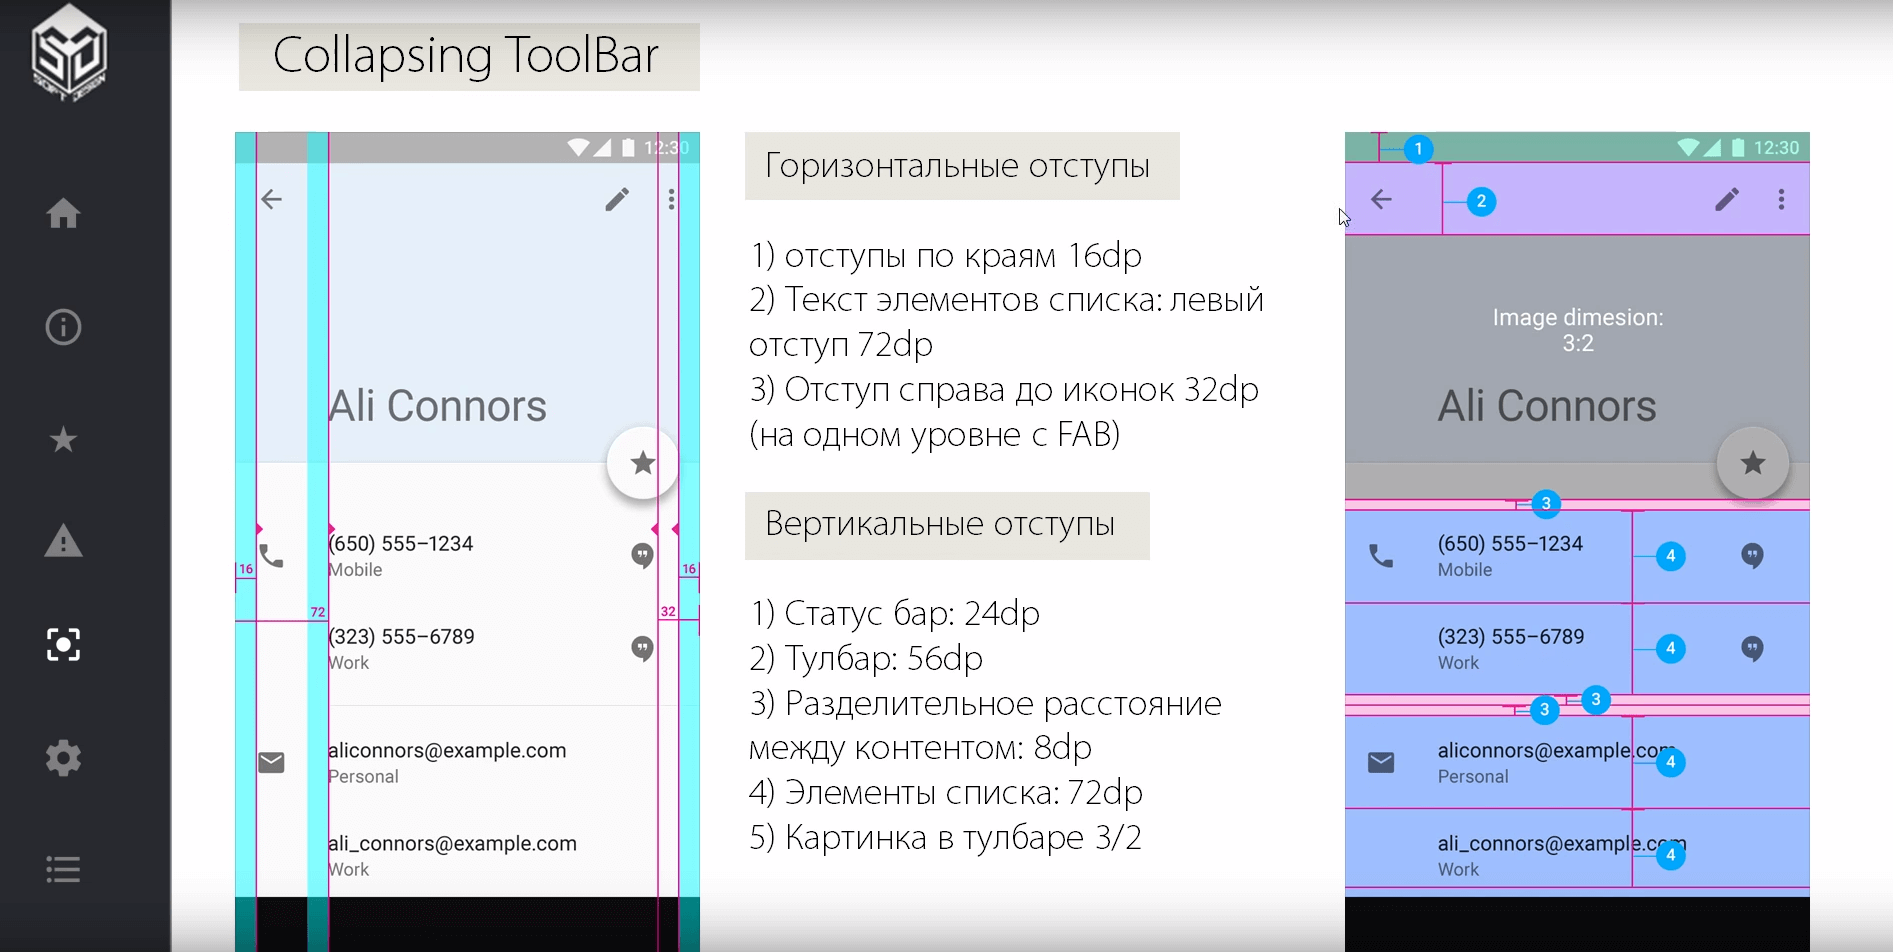 SOFT DESIGN
Collapsing ToolBar
12:30
Ali Connors
(650) 555–1234
Mobile
16
16
72
32
(323) 555–6789
Work
aliconnors@example.com
Personal
ali_connors@example.com
Work
Горизонтальные отступы
1) отступы по краям 16dp
2) Текст элементов списка: левый
отступ 72dp
3) Отступ справа до иконок 32dp
(на одном уровне с FAB)
Вертикальные отступы
1) Статус бар: 24dp
2) Тулбар: 56dp
3) Разделительное расстояние
между контентом: 8dp
4) Элементы списка: 72dp
5) Картинка в тулбаре 3/2
1
12:30
2
Image dimesion:
3:2
Ali Connors
3
(650) 555–1234
Mobile
4
(323) 555–6789
Work
4
3
3
aliconnors@example.com
Personal
4
ali_connors@example.com
Work
4